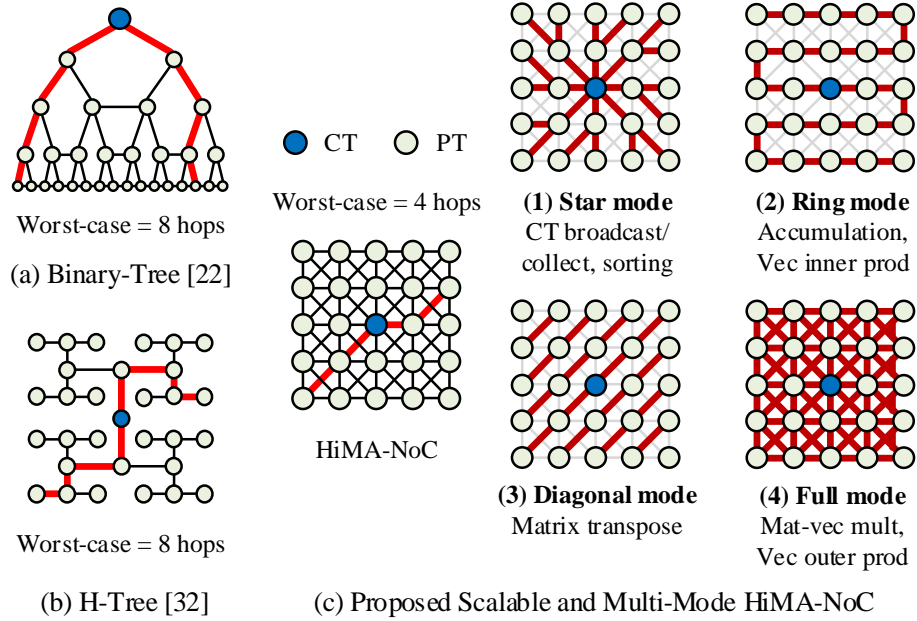 Worst-case = 8 hops
(a) Binary-Tree [22]
Worst-case = 8 hops
(b) H-Tree [32]
CT
PT
Worst-case = 4 hops
HiMA-NoC
(1) Star mode
CT broadcast/
collect, sorting
(2) Ring mode
Accumulation,
Vec inner prod
(3) Diagonal mode
Matrix transpose
(4) Full mode
Mat-vec mult,
Vec outer prod
(c) Proposed Scalable and Multi-Mode HiMA-NoC